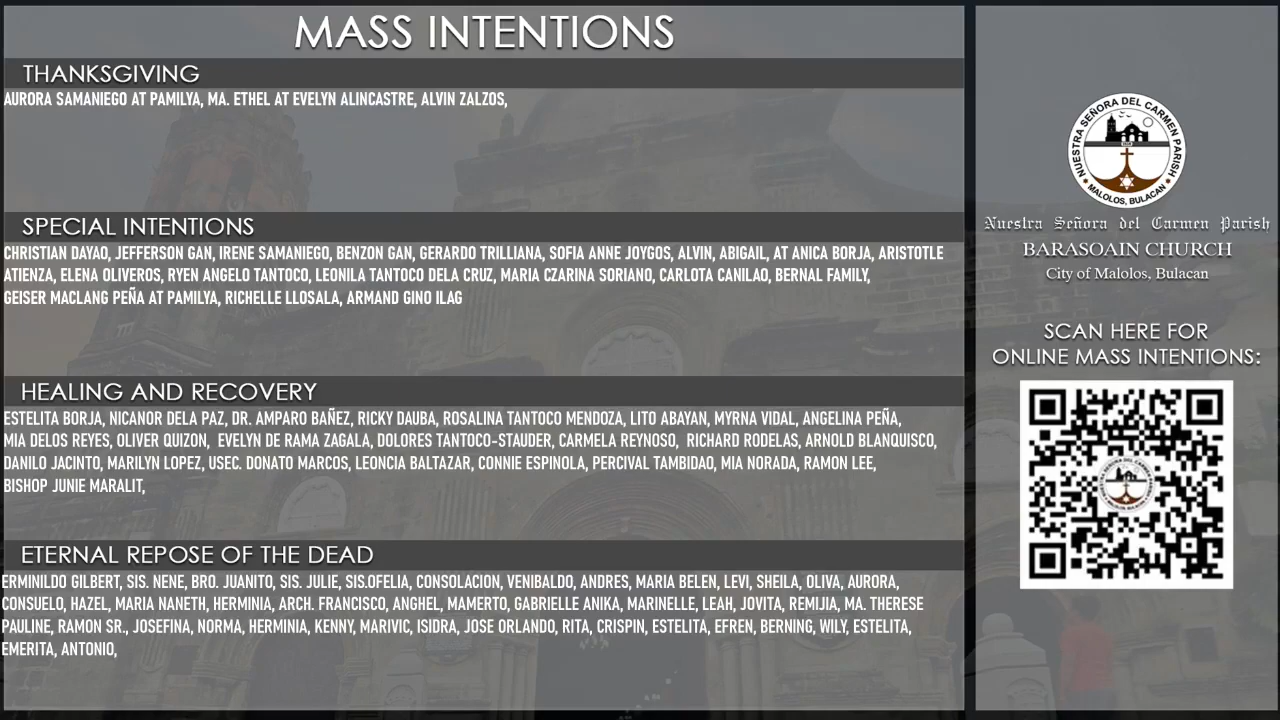 MASS INTENTIONS
THANKSGIVING
AURORA SAMANIEGO AT PAMILYA, MA. ETHEL AT EVELYN ALINCASTRE, ALVIN ZALZOS,
SPECIAL INTENTIONS
CHRISTIAN DAYAO, JEFFERSON GAN, IRENE SAMANIEGO, BENZON GAN, GERARDO TRILLIANA, SOFIA ANNE JOYGOS, ALVIN, ABIGAIL, AT ANICA BORJA, ARISTOTLE
ATIENZA, ELENA OLIVEROS, RYEN ANGELO TANTOCO, LEONILA TANTOCO DELA CRUZ, MARIA CZARINA SORIANO, CARLOTA CANILAO, BERNAL FAMILY,
GEISER MACLANG PEÑA AT PAMILYA, RICHELLE LLOSALA, ARMAND GINO ILAG
HEALING AND RECOVERY
ESTELITA BORJA, NICANOR DELA PAZ, DR. AMPARO BAÑEZ, RICKY DAUBA, ROSALINA TANTOCO MENDOZA, LITO ABAYAN, MYRNA VIDAL, ANGELINA PEÑA,
MIA DELOS REYES, OLIVER QUIZON, EVELYN DE RAMA ZAGALA, DOLORES TANTOCO-STAUDER, CARMELA REYNOSO, RICHARD RODELAS, ARNOLD BLANQUISCO,
DANILO JACINTO, MARILYN LOPEZ, USEC. DONATO MARCOS, LEONCIA BALTAZAR, CONNIE ESPINOLA, PERCIVAL TAMBIDAO, MIA NORADA, RAMON LEE,
BISHOP JUNIE MARALIT,
ETERNAL REPOSE OF THE DEAD
ERMINILDO GILBERT, SIS. NENE, BRO. JUANITO, SIS. JULIE, SIS.OFELIA, CONSOLACION, VENIBALDO, ANDRES, MARIA BELEN, LEVI, SHEILA, OLIVA, AURORA,
CONSUELO, HAZEL, MARIA NANETH, HERMINIA, ARCH. FRANCISCO, ANGHEL, MAMERTO, GABRIELLE ANIKA, MARINELLE, LEAH, JOVITA, REMIJIA, MA. THERESE
PAULINE, RAMON SR., JOSEFINA, NORMA, HERMINIA, KENNY, MARIVIC, ISIDRA, JOSE ORLANDO, RITA, CRISPIN, ESTELITA, EFREN, BERNING, WILY, ESTELITA,
EMERITA, ANTONIO,
NUESTRA SEÑORA DEL CARMEN PARISH
MALOLOS, BULACAN
Nuestra Señora del Carmen Parish
BARASOAIN CHURCH
City of Malolos, Bulacan
SCAN HERE FOR
ONLINE MASS INTENTIONS: